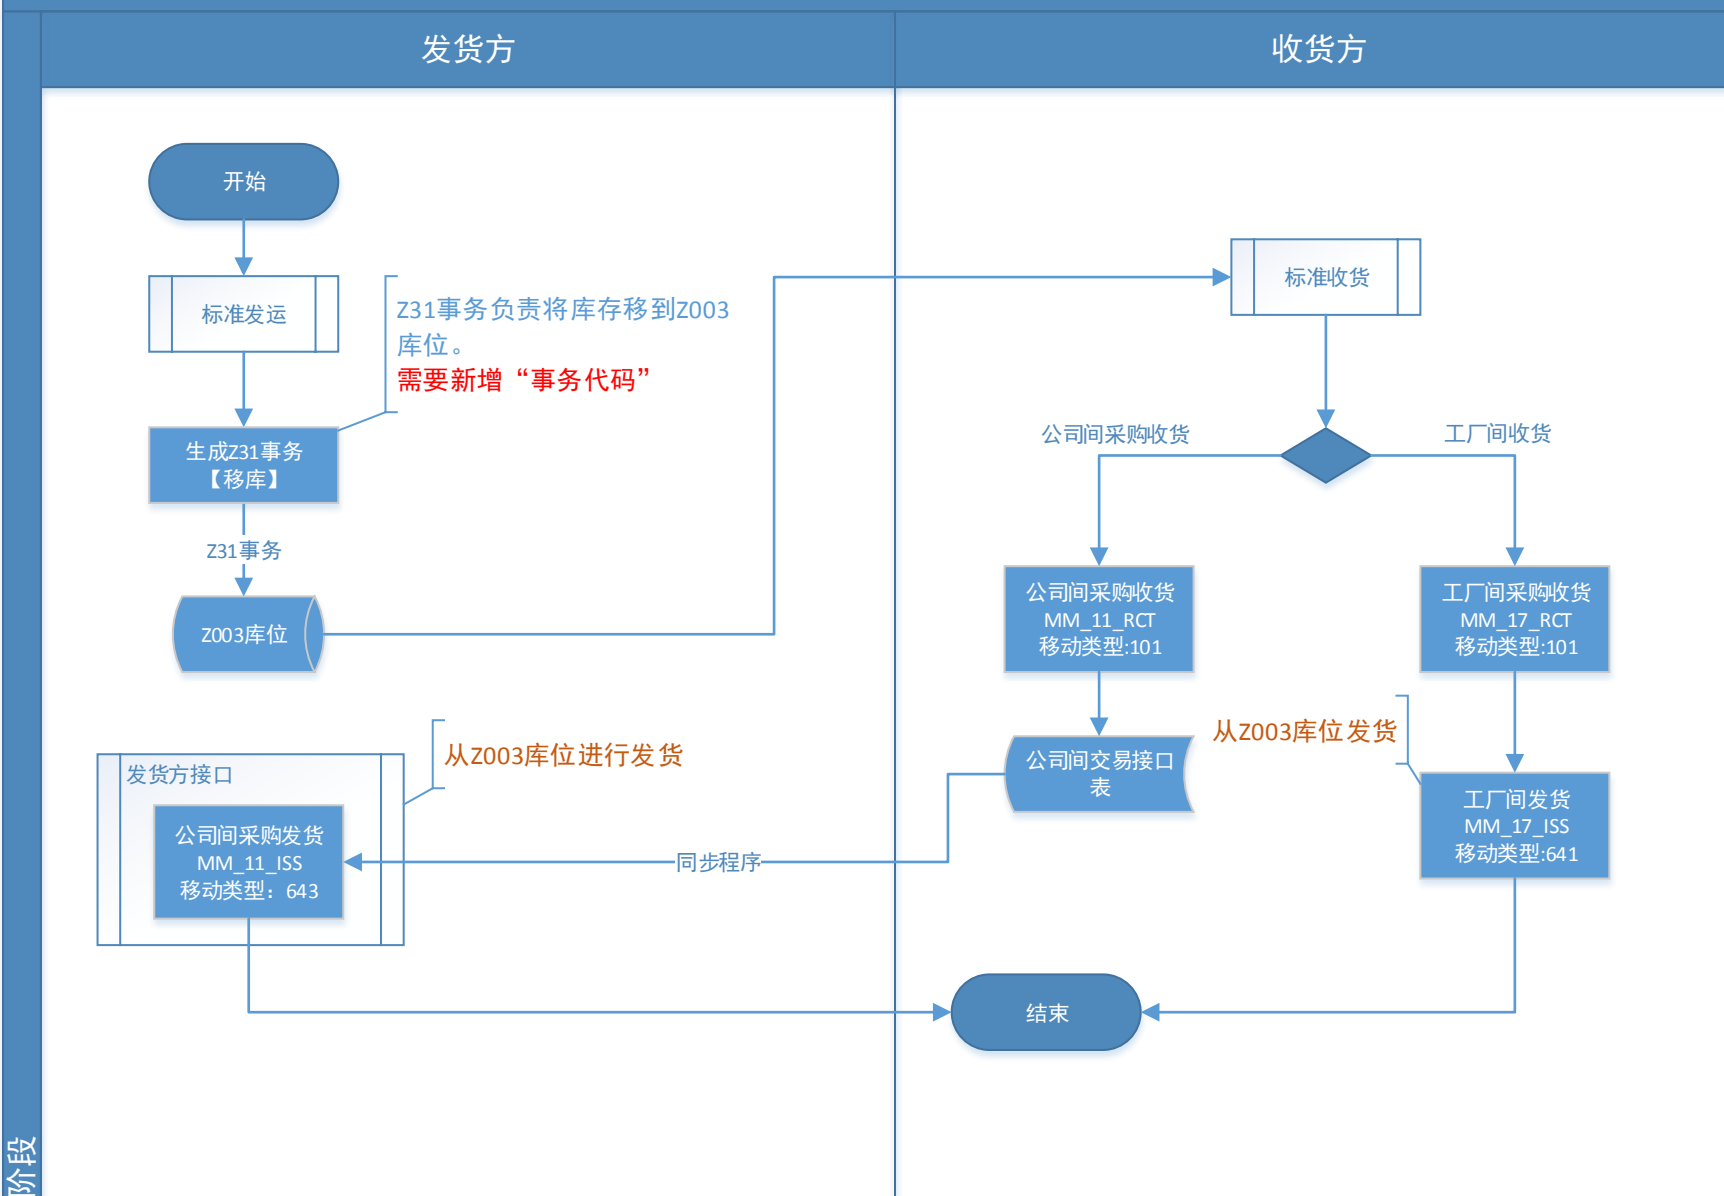 发货方
收货方
开始
标准发运
Z31事务负责将库存移到Z003
库位。
需要新增“事务代码”
生成Z31事务
【移库】
Z31事务
Z003库位
标准收货
公司间采购收货
工厂间收货
公司间采购收货
MM_11_RCT
移动类型:101
工厂间采购收货
MM_17_RCT
移动类型:101
从Z003库位进行发货
从Z003库位发货
公司间交易接口
表
工厂间发货
MM_17_ISS
移动类型:641
发货方接口
公司间采购发货
MM_11_ISS
移动类型：643
同步程序
结束
阶段